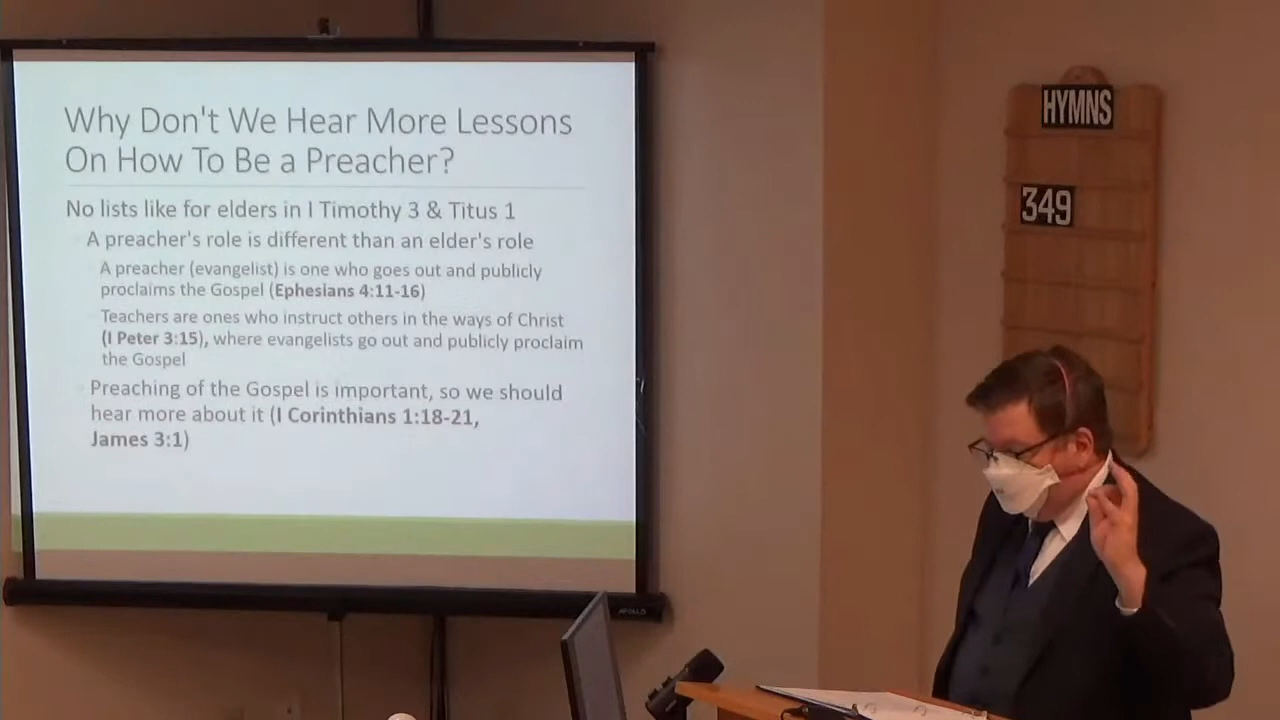 Why Don't We Hear More Lessons
On How To Be a Preacher?
No lists like for elders in I Timothy 3 & Titus 1
A preacher's role is different than an elder's role
A preacher (evangelist) is one who goes out and publicly
proclaims the Gospel (Ephesians 4:11-16)
Teachers are ones who instruct others in the ways of Christ
(I Peter 3:15), where evangelists go out and publicly proclaim
the Gospel
Preaching of the Gospel is important, so we should
hear more about it (I Corinthians 1:18-21,
James 3:1)
APOLLO
HYMNS
349